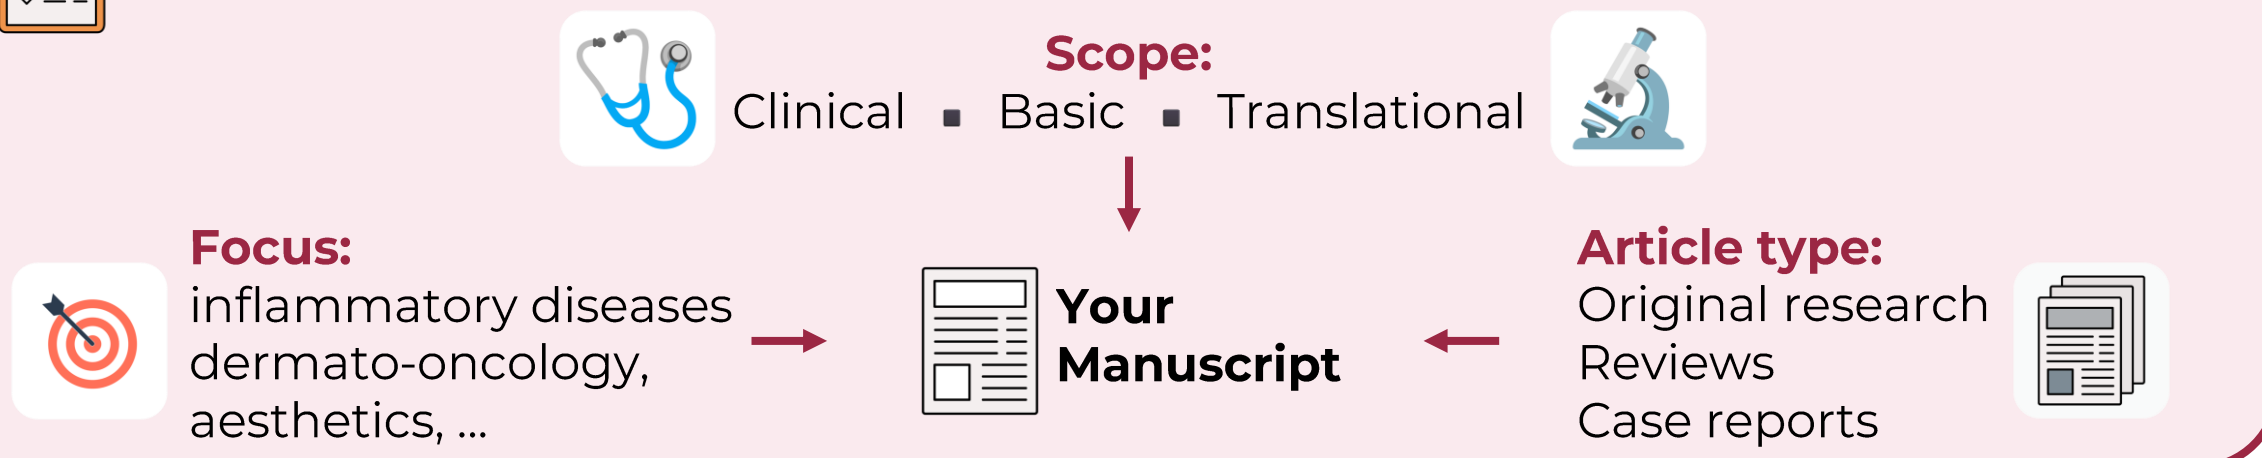 Scope:
Clinical ▪ Basic ▪ Translational
Focus:
inflammatory diseases
dermato-oncology,
aesthetics, ...
Your
Manuscript
Article type:
Original research
Reviews
Case reports